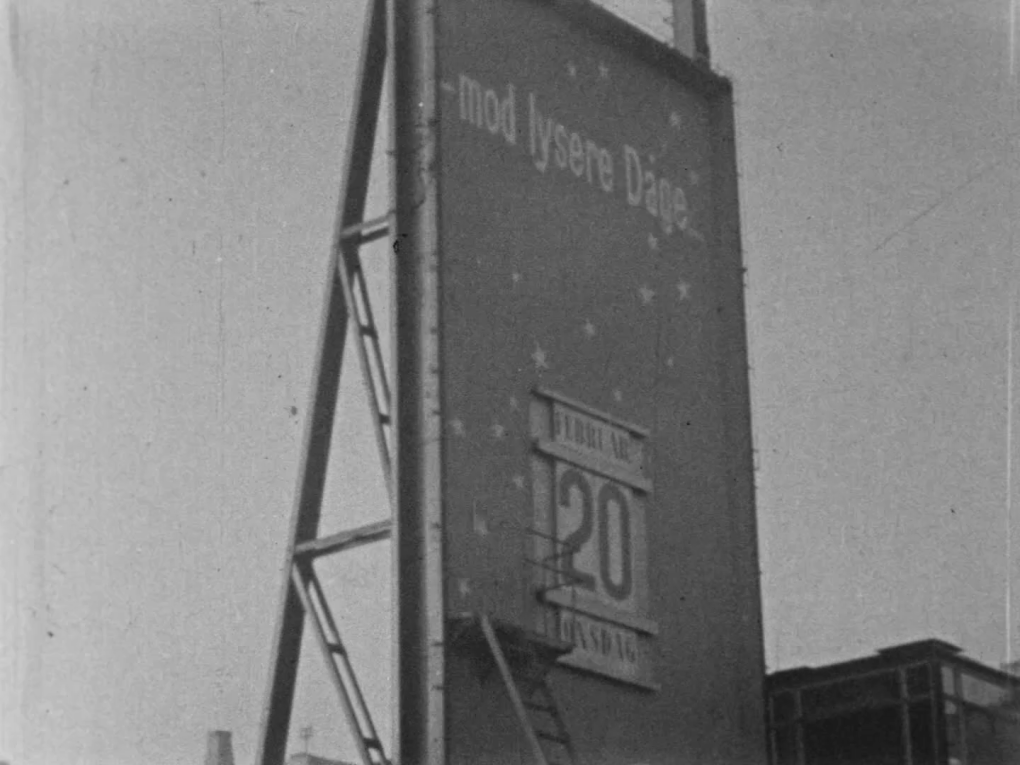 -mod lysere Dage
FEBRUAR
20
ONSDAG